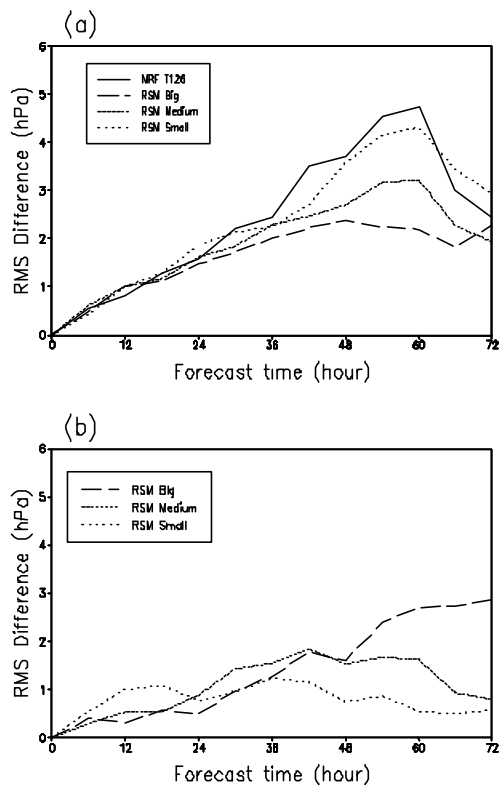 (a)
6
5
4
3
2
1
0
RMS Difference (hPa)
NRF T126
RSM Big
RSM Medium
RSM Small
0 12 24 36 48 60 72
Forecast time (hour)
(b)
6
5
4
3
2
1
0
RMS Difference (hPa)
RSM Big
RSM Medium
RSM Small
0 12 24 36 48 60 72
Forecast time (hour)